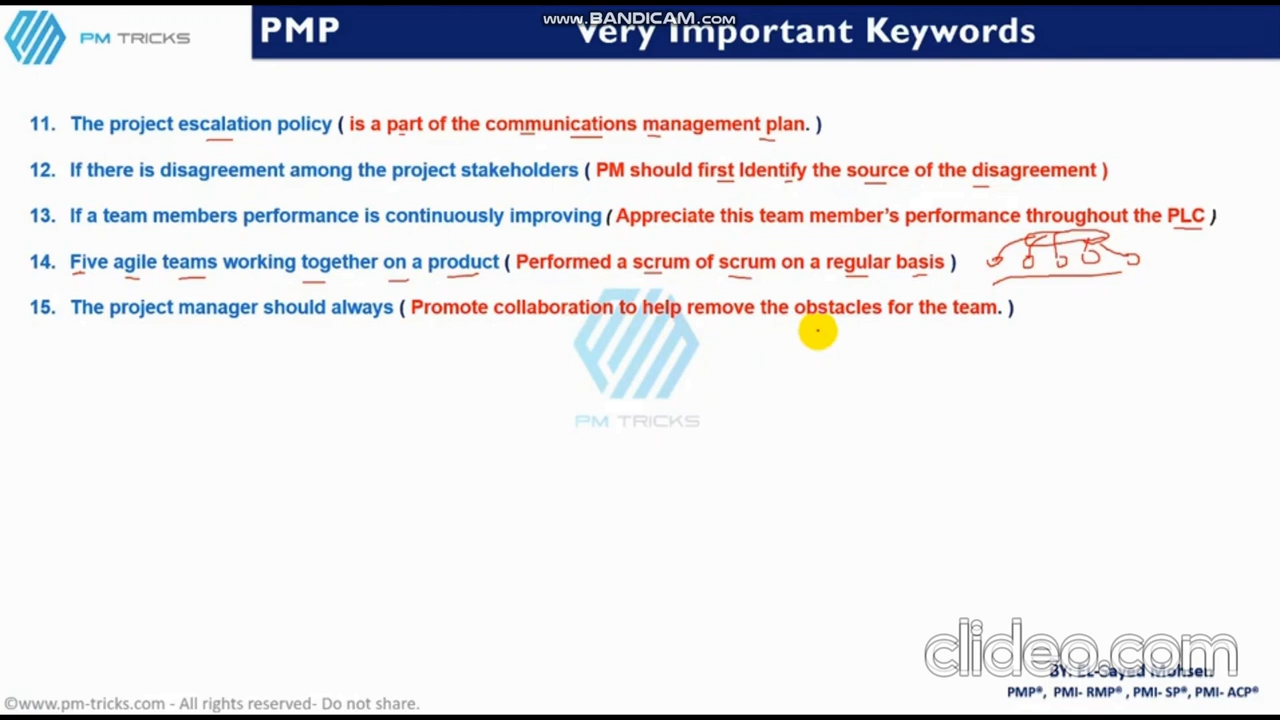 www.BANDICAM.com
PM TRICKS
PMP
Very Important Keywords
11. The project escalation policy ( is a part of the communications management plan. )
12. If there is disagreement among the project stakeholders ( PM should first Identify the source of the disagreement )
13. If a team members performance is continuously improving ( Appreciate this team member's performance throughout the PLC )
14. Five agile teams working together on a product ( Performed a scrum of scrum on a regular basis )
15. The project manager should always ( Promote collaboration to help remove the obstacles for the team. )
PM TRICKS
clideo.com
BY: EL-Sayed Mohsen
PMP®, PMI- RMP® , PMI- SP®, PMI- ACP®
©www.pm-tricks.com - All rights reserved- Do not share.